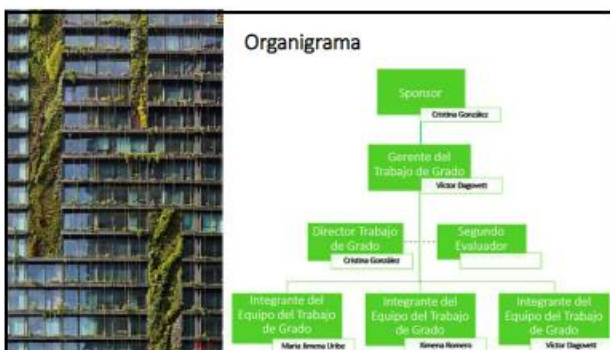 Organigrama
Sponsor
Cristina González
Gerente del
Trabajo de Grado
Víctor Dagovett
Director Trabajo
de Grado
Cristina González
Segundo
Evaluador
Integrante del
Equipo del Trabajo
de Grado
Maria Jimena Uribe
Integrante del
Equipo del Trabajo
de Grado
Ximena Romero
Integrante del
Equipo del Trabajo
de Grado
Víctor Dagovett